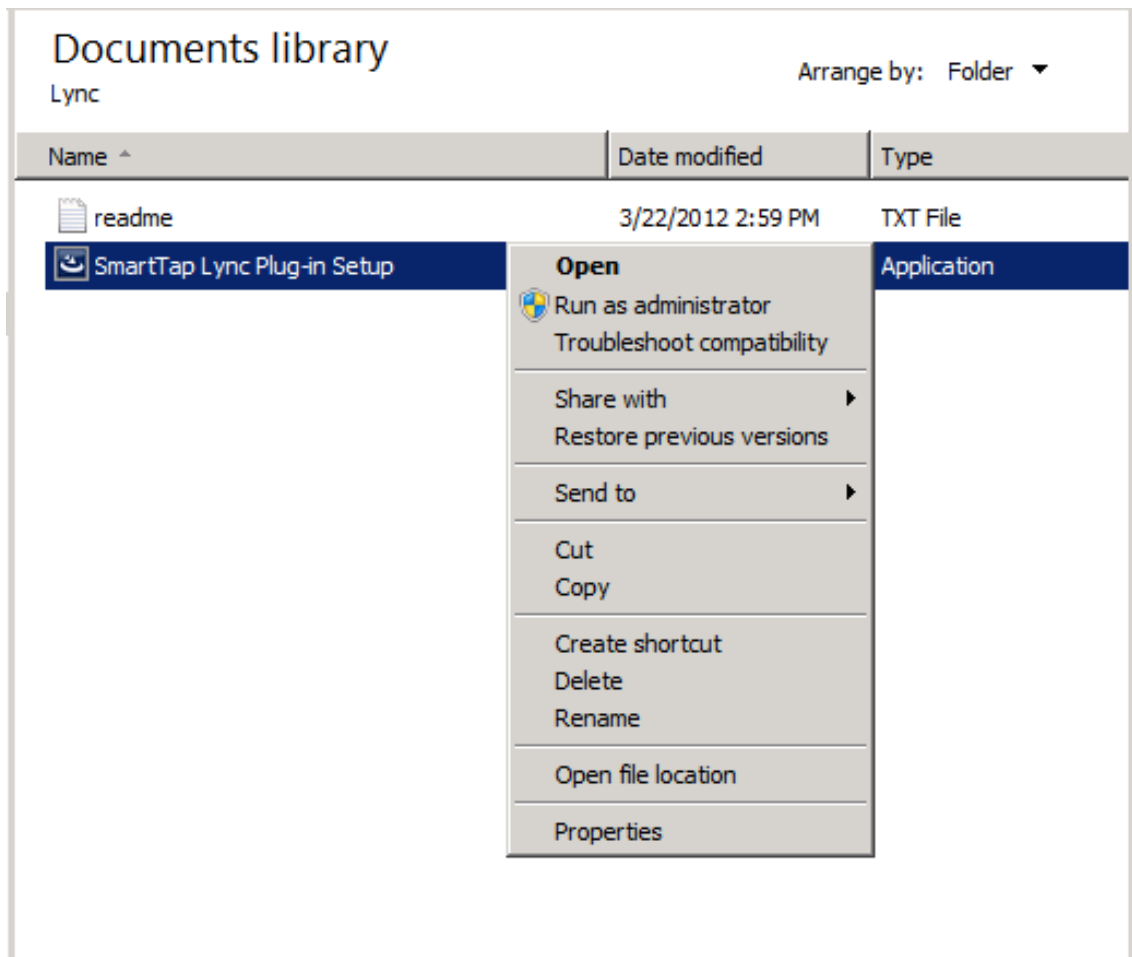 Documents library
Lync
Arrange by: Folder
Name
Date modified
Type
readme
3/22/2012 2:59 PM
TXT File
SmartTap Lync Plug-in Setup
Application
Open
Run as administrator
Troubleshoot compatibility
Share with
Restore previous versions
Send to
Cut
Copy
Create shortcut
Delete
Rename
Open file location
Properties